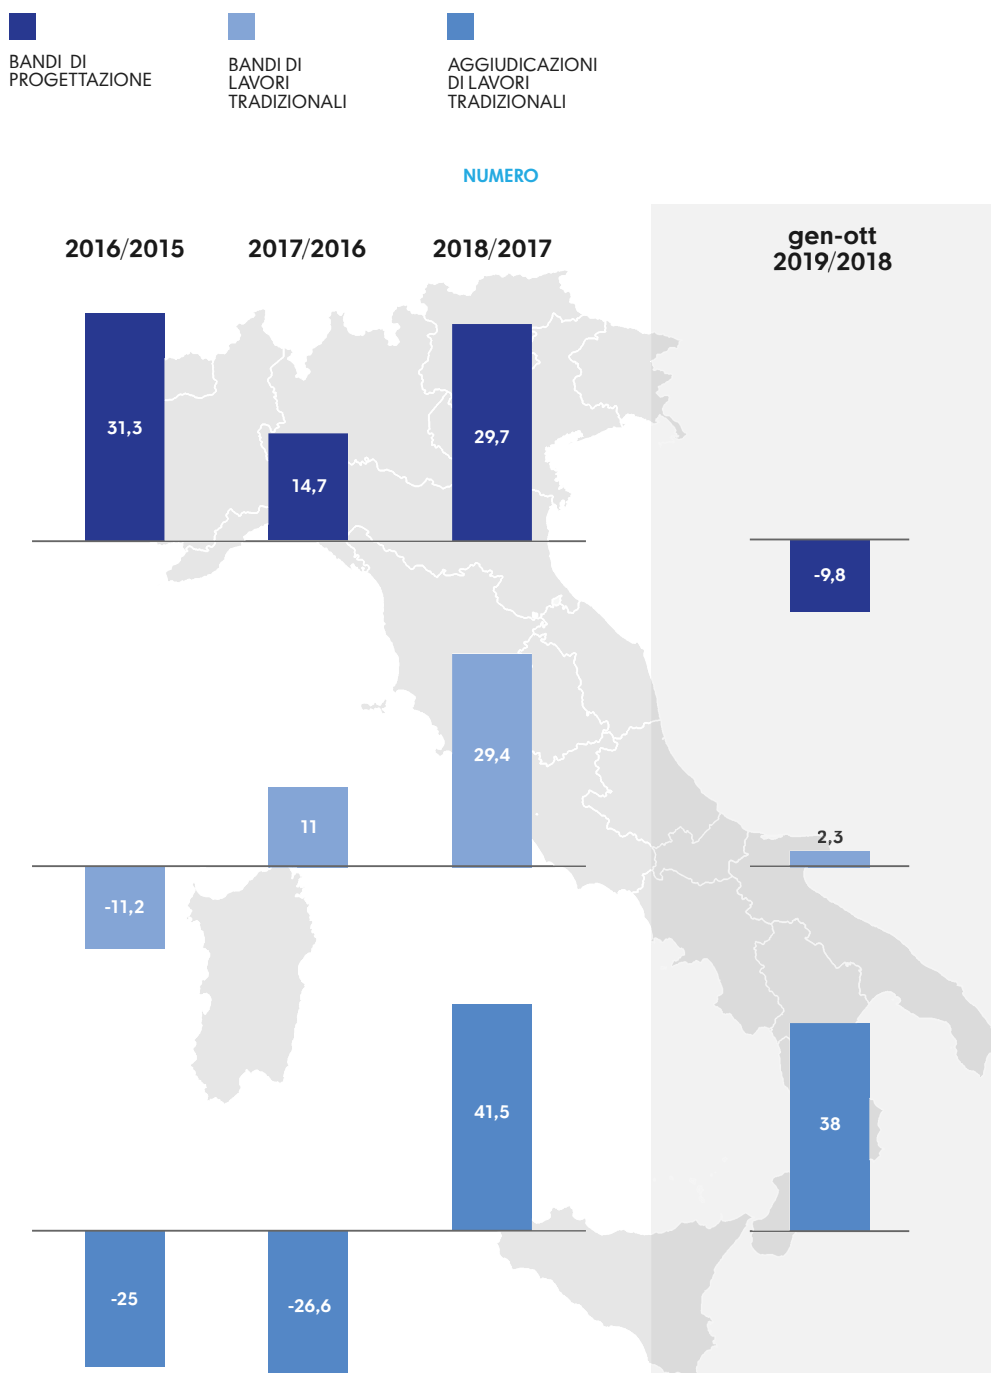 BANDI DI
PROGETTAZIONE
BANDI DI
LAVORI
TRADIZIONALI
AGGIUDICAZIONI
DI LAVORI
TRADIZIONALI
NUMERO
2016/2015
2017/2016
2018/2017
gen-ott
2019/2018
31,3
14,7
29,7
-9,8
-11,2
11
29,4
2,3
-25
-26,6
41,5
38